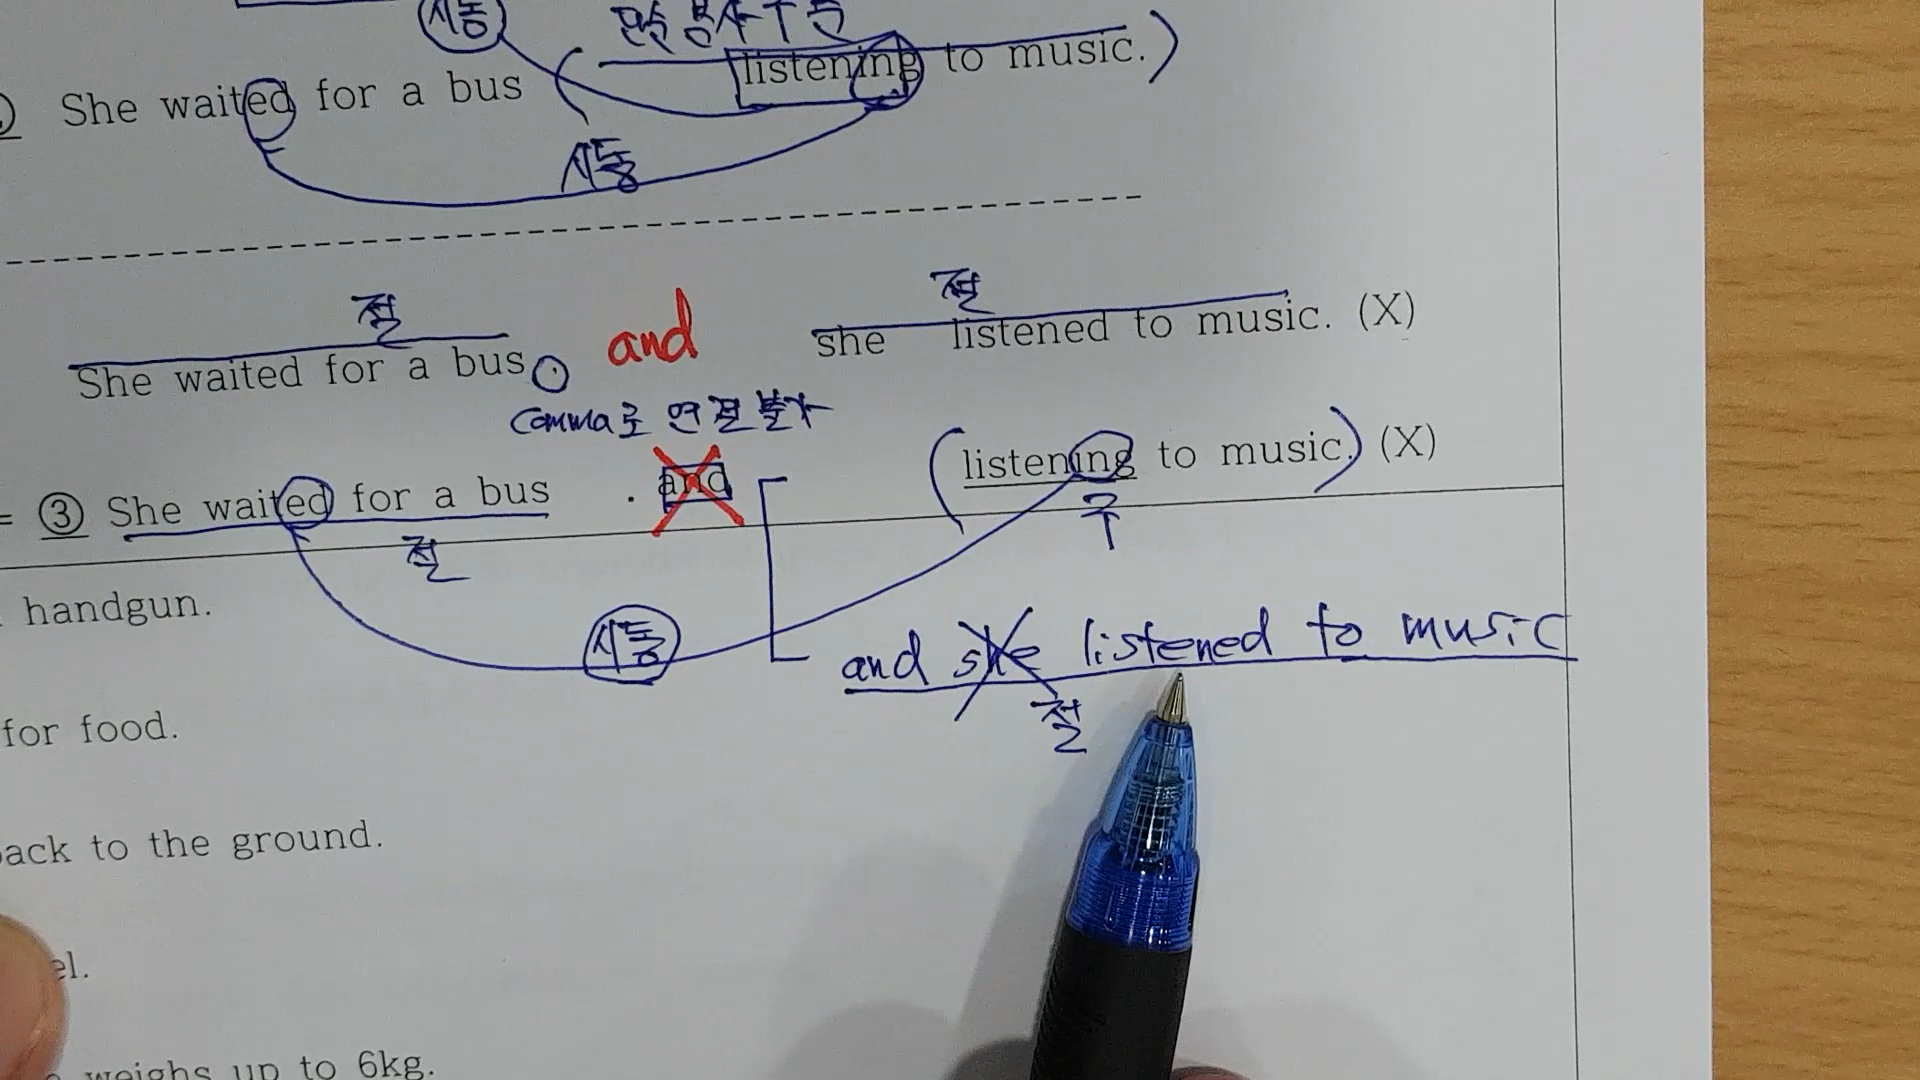 시동 분사구문
She waited for a bus ( listening to music.)
시동
절 절
She waited for a bus. and she listened to music. (X)
comma로 연결 불가
= ③ She waited for a bus . and (listening to music.) (X)
절 구
handgun.
시동 and she listened to music
절
for food.
back to the ground.
el.
weighs up to 6kg.